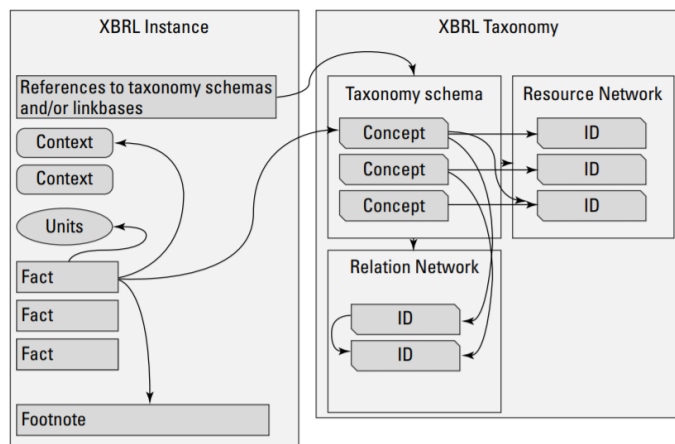 XBRL Instance
References to taxonomy schemas
and/or linkbases
Context
Context
Units
Fact
Fact
Fact
Footnote
XBRL Taxonomy
Taxonomy schema
Concept
Concept
Concept
Resource Network
ID
ID
ID
Relation Network
ID
ID